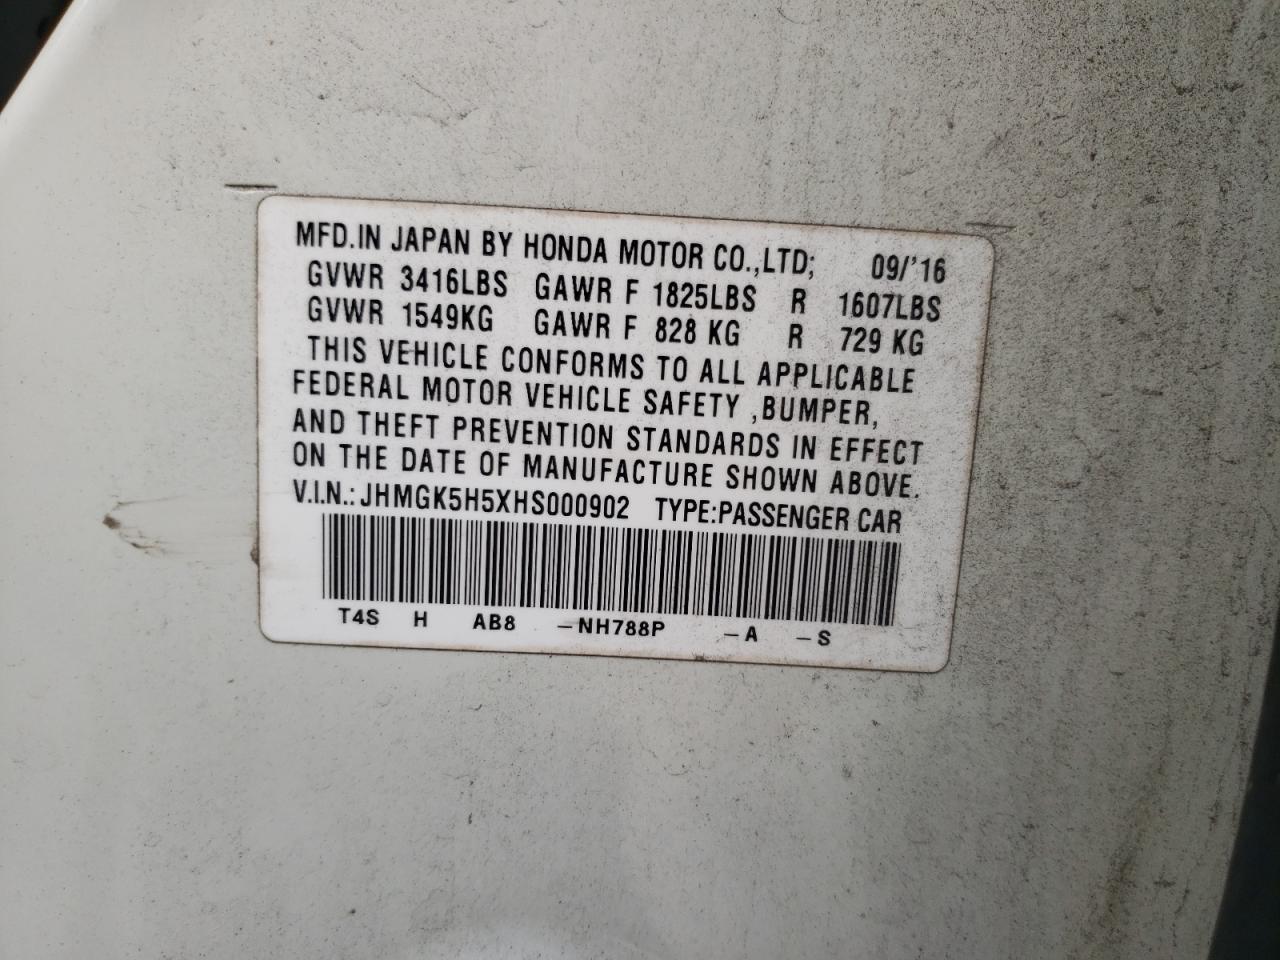 MFD.IN JAPAN BY HONDA MOTOR CO.,LTD; 09/'16
GVWR 3416LBS GAWR F 1825LBS R 1607LBS
GVWR 1549KG GAWR F 828 KG R 729 KG
THIS VEHICLE CONFORMS TO ALL APPLICABLE
FEDERAL MOTOR VEHICLE SAFETY ,BUMPER,
AND THEFT PREVENTION STANDARDS IN EFFECT
ON THE DATE OF MANUFACTURE SHOWN ABOVE.
V.I.N.: JHMGK5H5XHS000902 TYPE:PASSENGER CAR
T4S H AB8 -NH788P -A -S